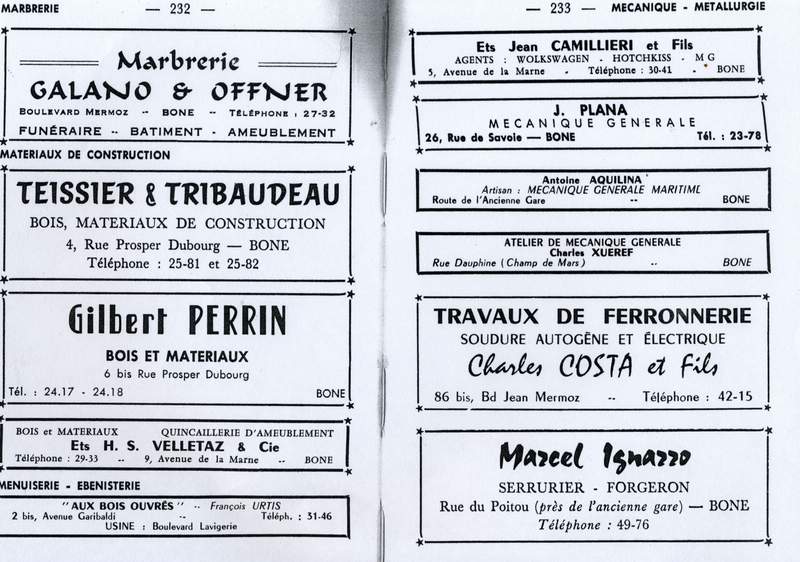 MARBRERIE — 232 —
Marbrerie
GALANO & OFFNER
BOULEVARD MERMOZ -- BONE -- TÉLÉPHONE : 27-32
FUNÉRAIRE -- BATIMENT - AMEUBLEMENT
MATERIAUX DE CONSTRUCTION
TEISSIER & TRIBAUDEAU
BOIS, MATERIAUX DE CONSTRUCTION
4, Rue Prosper Dubourg — BONE
Téléphone : 25-81 et 25-82
Gilbert PERRIN
BOIS ET MATERIAUX
6 bis Rue Prosper Dubourg
Tél. : 24.17 - 24.18 BONE
BOIS et MATERIAUX QUINCAILLERIE D'AMEUBLEMENT
Ets H. S. VELLETAZ & Cie
Téléphone : 29-33 -- 9, Avenue de la Marne -- BONE
MENUISERIE - EBENISTERIE
"AUX BOIS OUVRÉS" -- François URTIS
2 bis, Avenue Garibaldi -- Téléph. : 31-46
USINE : Boulevard Lavigerie
— 233 — MECANIQUE - METALLURGIE
Ets Jean CAMILLIERI et Fils
AGENTS : WOLKSWAGEN - HOTCHKISS - M G
5, Avenue de la Marne - Téléphone : 30-41 - BONE
J. PLANA
MECANIQUE GENERALE
26, Rue de Savoie — BONE Tél. : 23-78
Antoine AQUILINA
Artisan : MECANIQUE GENERALE MARITIME
Route de l'Ancienne Gare -- BONE
ATELIER DE MECANIQUE GENERALE
Charles XUEREF
Rue Dauphine (Champ de Mars) -- BONE
TRAVAUX DE FERRONNERIE
SOUDURE AUTOGÈNE ET ÉLECTRIQUE
Charles COSTA et Fils
86 bis, Bd Jean Mermoz -- Téléphone : 42-15
Marcel Ignazzo
SERRURIER - FORGERON
Rue du Poitou (près de l'ancienne gare) — BONE
Téléphone : 49-76